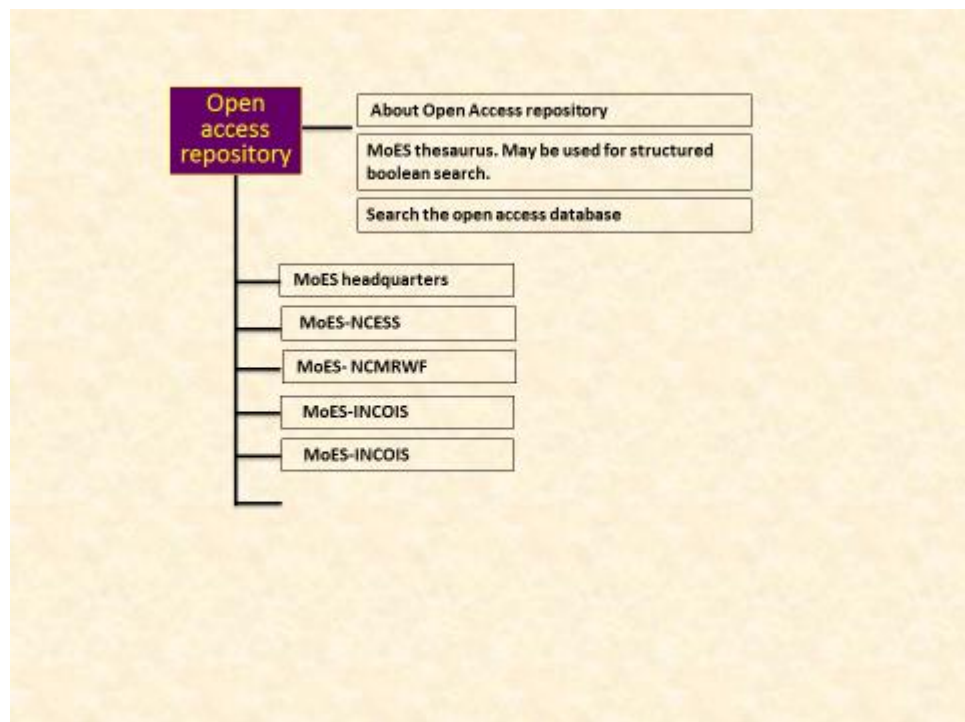 Open
access
repository
About Open Access repository
MoES thesaurus. May be used for structured
boolean search.
Search the open access database
MoES headquarters
MoES-NCESS
MoES- NCMRWF
MoES-INCOIS
MoES-INCOIS